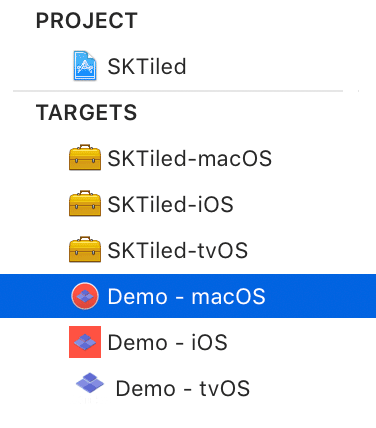 PROJECT
SKTiled
TARGETS
SKTiled-macOS
SKTiled-iOS
SKTiled-tvOS
Demo - macOS
Demo - iOS
Demo - tvOS